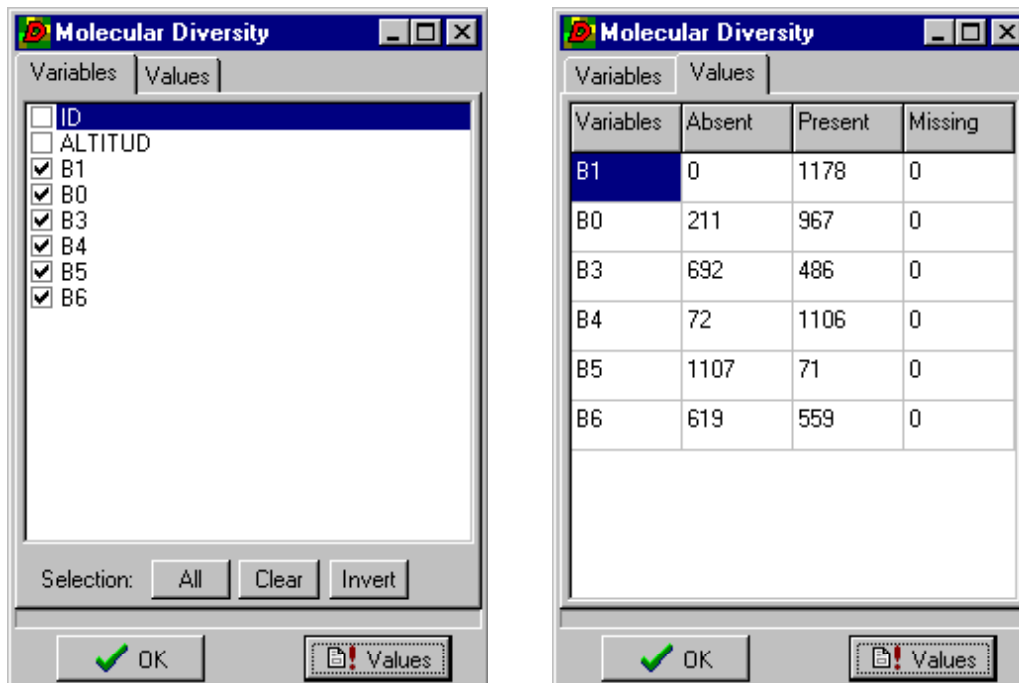 Molecular Diversity
Variables Values
ID
ALTITUD
B1
B0
B3
B4
B5
B6
Selection: All Clear Invert
OK Values
Molecular Diversity
Variables Values
Variables Absent Present Missing
B1 0 1178 0
B0 211 967 0
B3 692 486 0
B4 72 1106 0
B5 1107 71 0
B6 619 559 0
OK Values